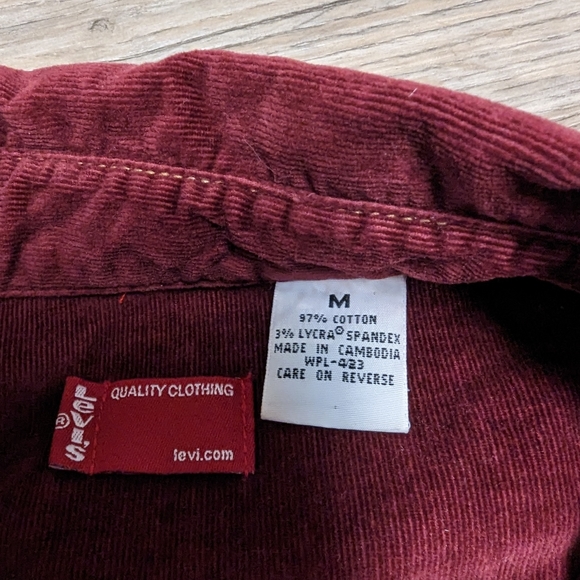 M
97% COTTON
3% LYCRA® SPANDEX
MADE IN CAMBODIA
WPL-423
CARE ON REVERSE
LEVI'S ®
QUALITY CLOTHING
levi.com